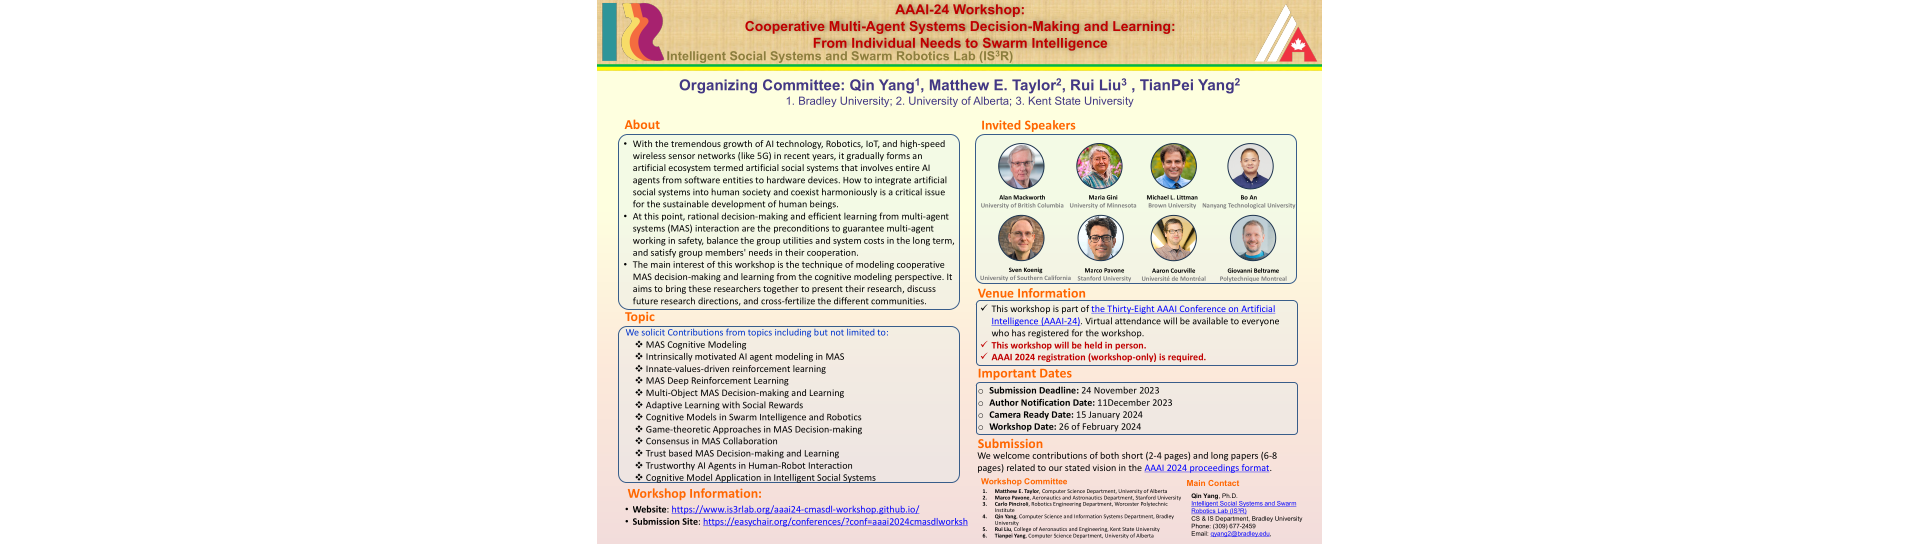 AAAI-24 Workshop:
Cooperative Multi-Agent Systems Decision-Making and Learning:
From Individual Needs to Swarm Intelligence
Intelligent Social Systems and Swarm Robotics Lab (IS³R)
Organizing Committee: Qin Yang¹, Matthew E. Taylor², Rui Liu³ , TianPei Yang²
1. Bradley University; 2. University of Alberta; 3. Kent State University
About
• With the tremendous growth of AI technology, Robotics, IoT, and high-speed
wireless sensor networks (like 5G) in recent years, it gradually forms an
artificial ecosystem termed artificial social systems that involves entire AI
agents from software entities to hardware devices. How to integrate artificial
social systems into human society and coexist harmoniously is a critical issue
for the sustainable development of human beings.
• At this point, rational decision-making and efficient learning from multi-agent
systems (MAS) interaction are the preconditions to guarantee multi-agent
working in safety, balance the group utilities and system costs in the long term,
and satisfy group members' needs in their cooperation.
• The main interest of this workshop is the technique of modeling cooperative
MAS decision-making and learning from the cognitive modeling perspective. It
aims to bring these researchers together to present their research, discuss
future research directions, and cross-fertilize the different communities.
Topic
We solicit Contributions from topics including but not limited to:
❖ MAS Cognitive Modeling
❖ Intrinsically motivated AI agent modeling in MAS
❖ Innate-values-driven reinforcement learning
❖ MAS Deep Reinforcement Learning
❖ Multi-Object MAS Decision-making and Learning
❖ Adaptive Learning with Social Rewards
❖ Cognitive Models in Swarm Intelligence and Robotics
❖ Game-theoretic Approaches in MAS Decision-making
❖ Consensus in MAS Collaboration
❖ Trust based MAS Decision-making and Learning
❖ Trustworthy AI Agents in Human-Robot Interaction
❖ Cognitive Model Application in Intelligent Social Systems
Workshop Information:
• Website: https://www.is3rlab.org/aaai24-cmasdl-workshop.github.io/
• Submission Site: https://easychair.org/conferences/?conf=aaai2024cmasdlworksh
Invited Speakers
Alan Mackworth Maria Gini Michael L. Littman Bo An
University of British Columbia University of Minnesota Brown University Nanyang Technological University
Sven Koenig Marco Pavone Aaron Courville Giovanni Beltrame
University of Southern California Stanford University Université de Montréal Polytechnique Montreal
Venue Information
✓ This workshop is part of the Thirty-Eight AAAI Conference on Artificial
Intelligence (AAAI-24). Virtual attendance will be available to everyone
who has registered for the workshop.
✓ This workshop will be held in person.
✓ AAAI 2024 registration (workshop-only) is required.
Important Dates
o Submission Deadline: 24 November 2023
o Author Notification Date: 11December 2023
o Camera Ready Date: 15 January 2024
o Workshop Date: 26 of February 2024
Submission
We welcome contributions of both short (2-4 pages) and long papers (6-8
pages) related to our stated vision in the AAAI 2024 proceedings format.
Workshop Committee
1. Matthew E. Taylor, Computer Science Department, University of Alberta
2. Marco Pavone, Aeronautics and Astronautics Department, Stanford University
3. Carlo Pinciroli, Robotics Engineering Department, Worcester Polytechnic
Institute
4. Qin Yang, Computer Science and Information Systems Department, Bradley
University
5. Rui Liu, College of Aeronautics and Engineering, Kent State University
6. Tianpei Yang, Computer Science Department, University of Alberta
Main Contact
Qin Yang, Ph.D.
Intelligent Social Systems and Swarm
Robotics Lab (IS³R)
CS & IS Department, Bradley University
Phone: (309) 677-2459
Email: qyang2@bradley.edu.